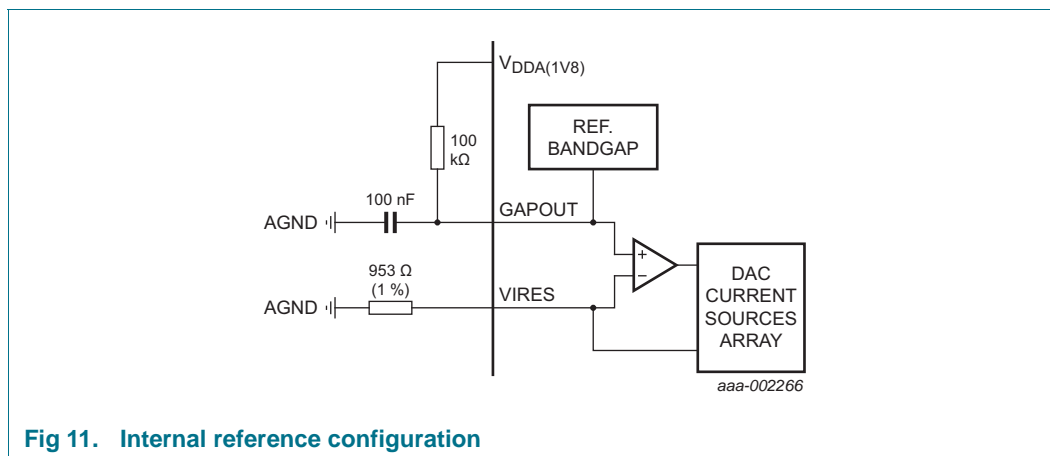 VDDA(1V8)
100
kΩ
REF.
BANDGAP
100 nF
AGND
GAPOUT
+
−
953 Ω
(1 %)
AGND
VIRES
DAC
CURRENT
SOURCES
ARRAY
aaa-002266
Fig 11. Internal reference configuration